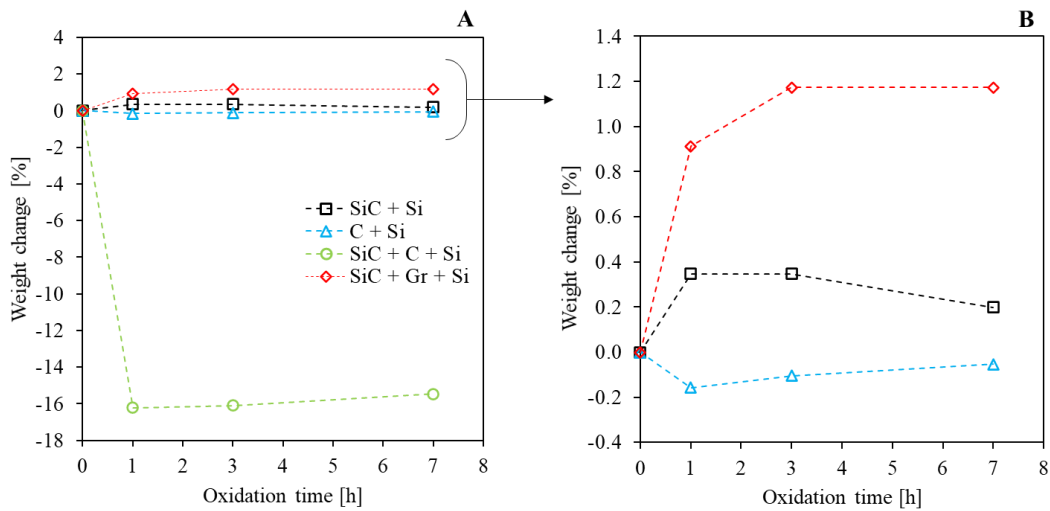 A
4
2
0
-2
-4
-6
-8
-10
-12
-14
-16
-18
Weight change [%]
SiC + Si
C + Si
SiC + C + Si
SiC + Gr + Si
0 1 2 3 4 5 6 7 8
Oxidation time [h]
B
1.4
1.2
1.0
0.8
0.6
0.4
0.2
0.0
-0.2
-0.4
Weight change [%]
0 1 2 3 4 5 6 7 8
Oxidation time [h]